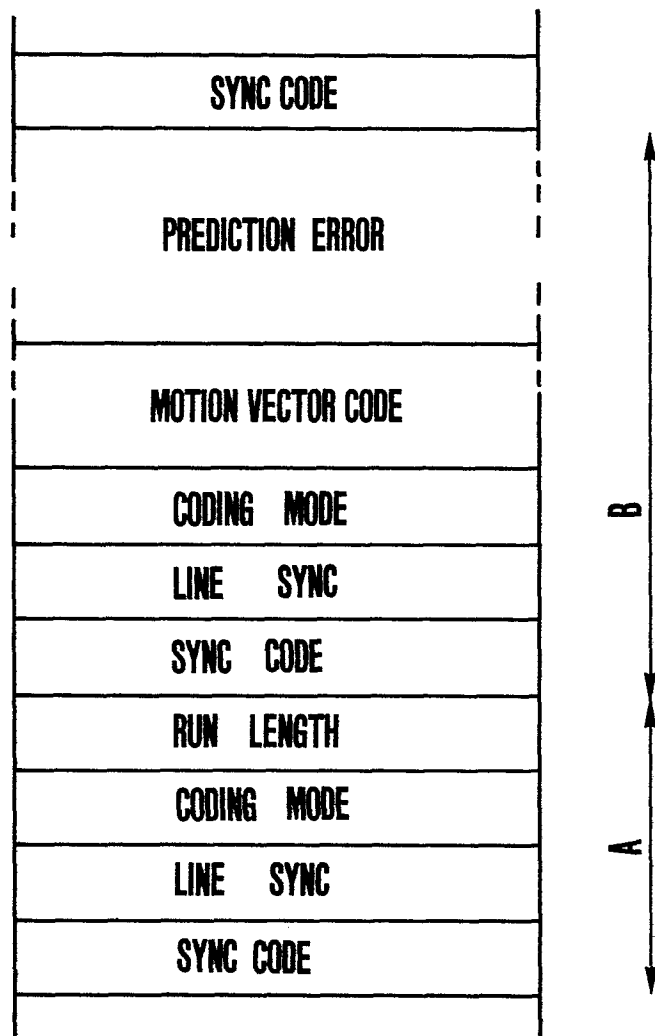 SYNC CODE
PREDICTION ERROR
MOTION VECTOR CODE
CODING MODE
LINE SYNC
SYNC CODE
RUN LENGTH
CODING MODE
LINE SYNC
SYNC CODE
B
A